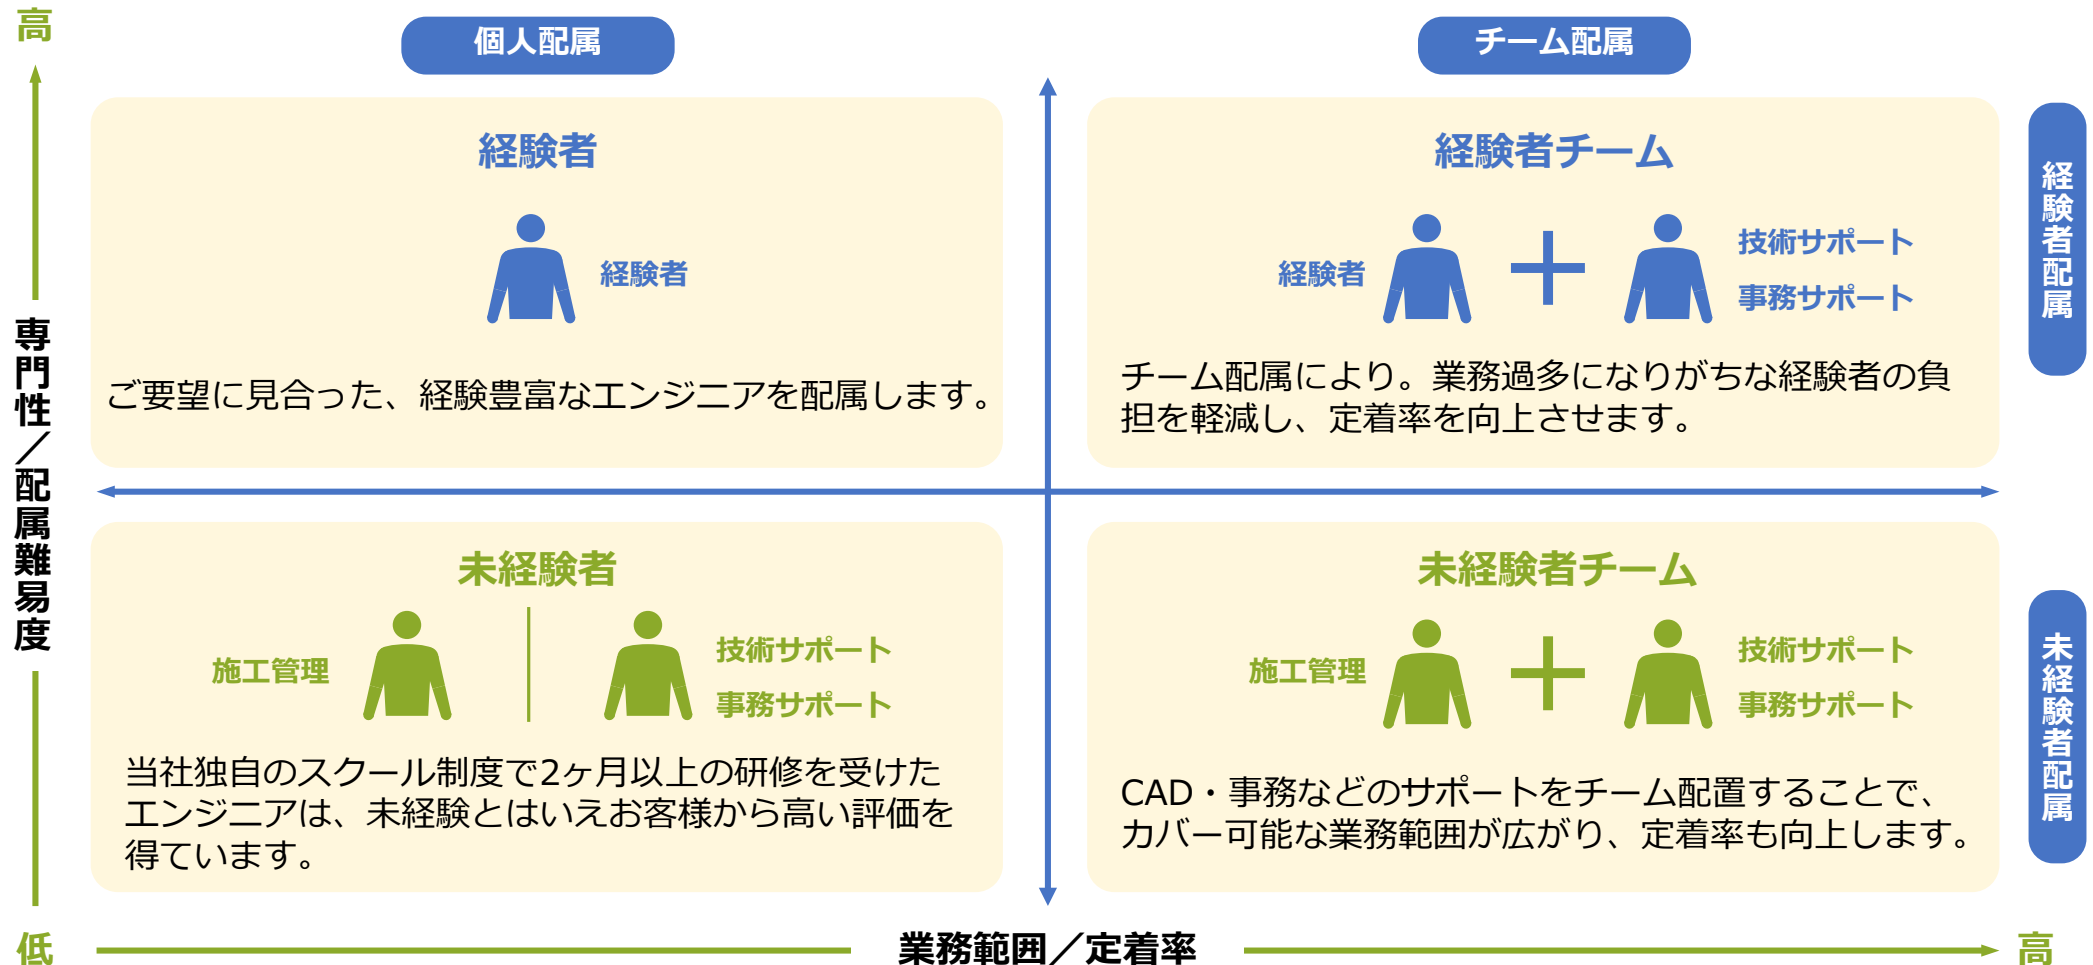 高
個人配属
チーム配属
経験者
経験者
ご要望に見合った、経験豊富なエンジニアを配属します。
経験者チーム
経験者
技術サポート
事務サポート
チーム配属により。業務過多になりがちな経験者の負
担を軽減し、定着率を向上させます。
経験者配属
専門性／配属難易度
未経験者
施工管理
技術サポート
事務サポート
当社独自のスクール制度で2ヶ月以上の研修を受けた
エンジニアは、未経験とはいえお客様から高い評価を
得ています。
未経験者チーム
施工管理
技術サポート
事務サポート
CAD・事務などのサポートをチーム配置することで、
カバー可能な業務範囲が広がり、定着率も向上します。
未経験者配属
低
業務範囲／定着率
高